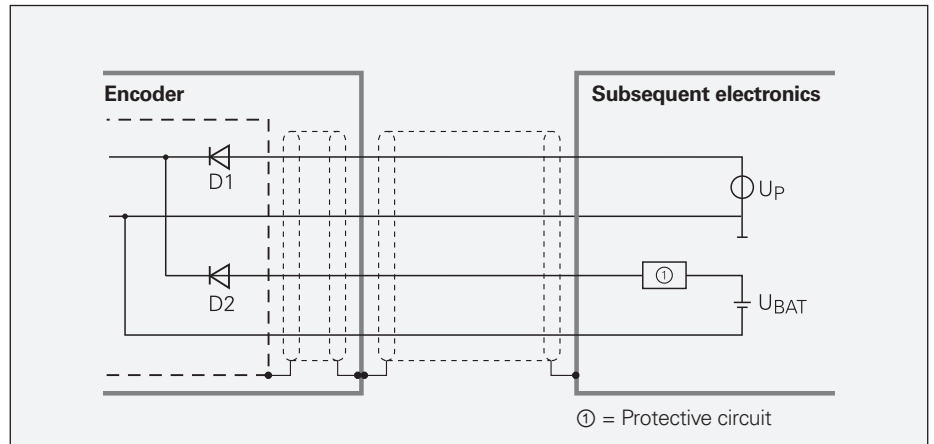 Encoder
Subsequent electronics
D1
UP
D2
①
UBAT
① = Protective circuit